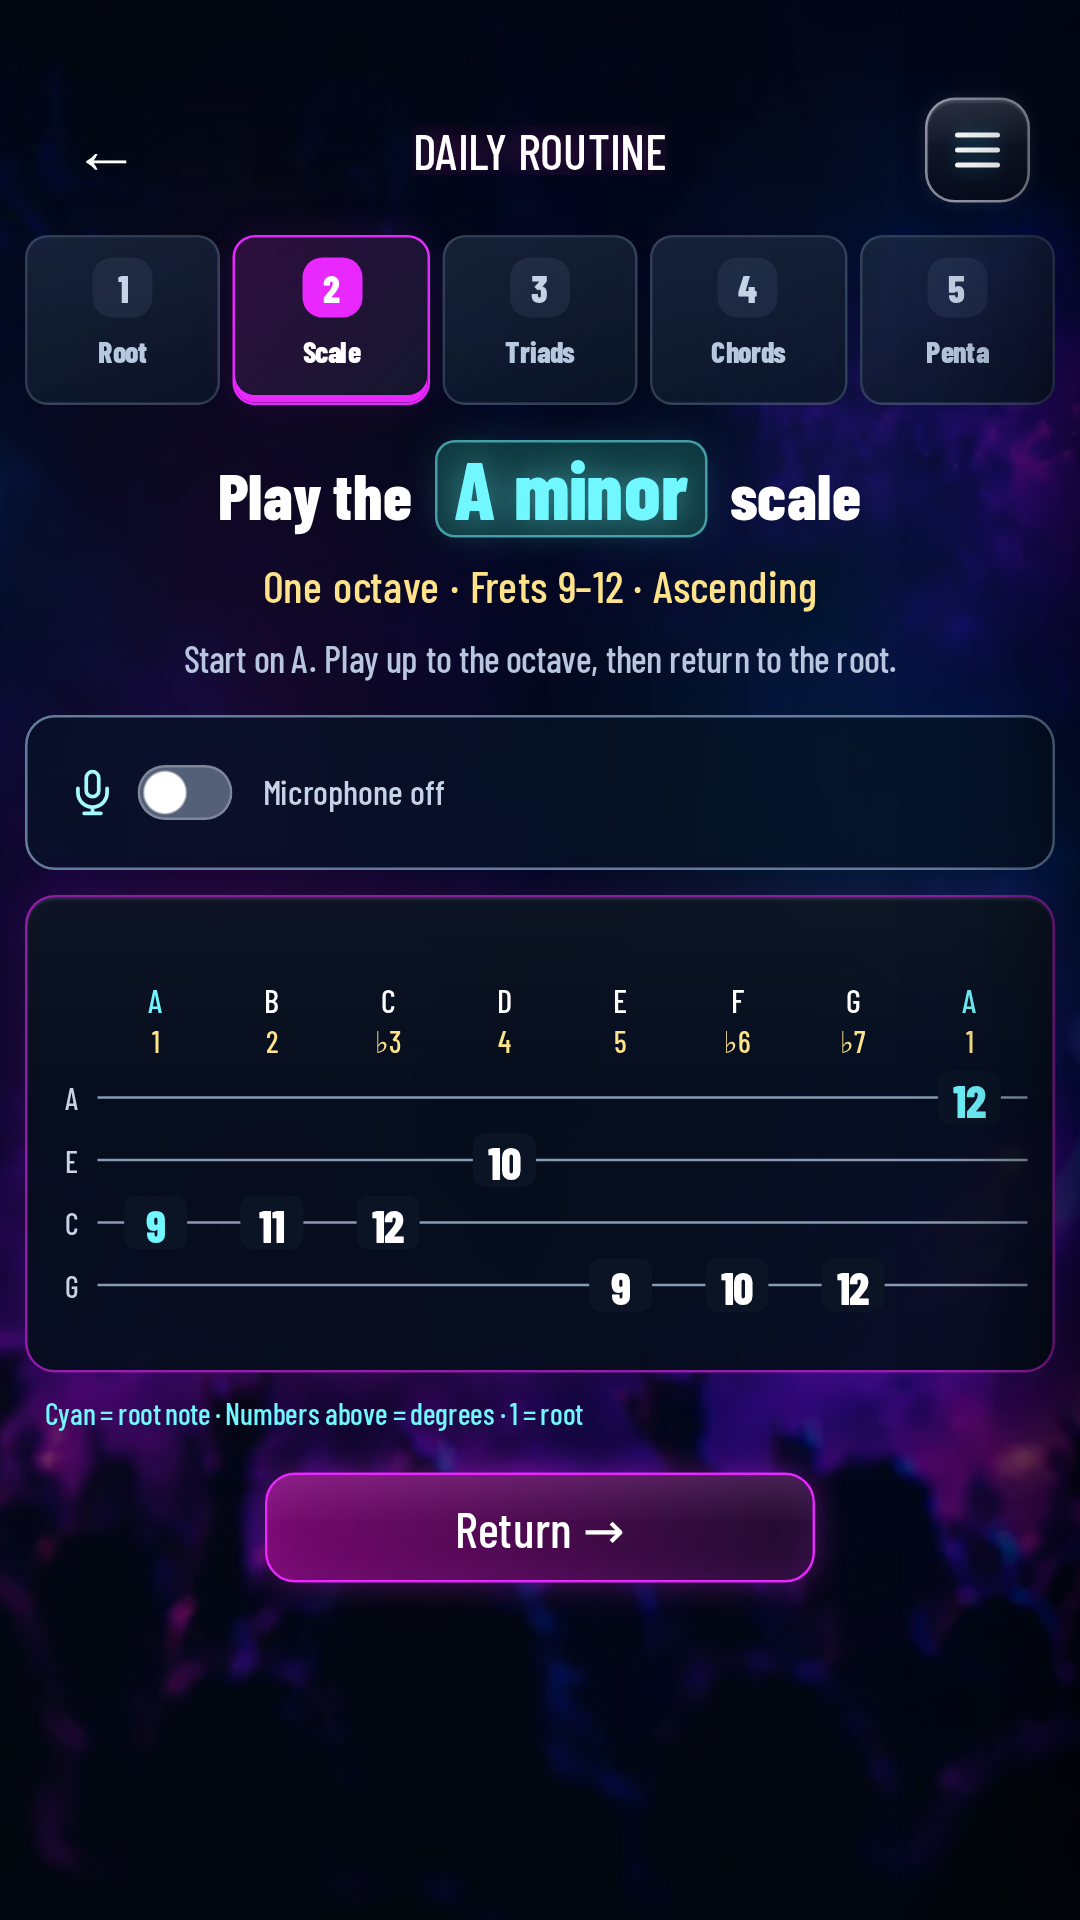 ←
DAILY ROUTINE
1
Root
2
Scale
3
Triads
4
Chords
5
Penta
Play the A minor scale
One octave · Frets 9–12 · Ascending
Start on A. Play up to the octave, then return to the root.
Microphone off
A B C D E F G A
1 2 ♭3 4 5 ♭6 ♭7 1
A 12
E 10
C 9 11 12
G 9 10 12
Cyan = root note · Numbers above = degrees · 1 = root
Return →